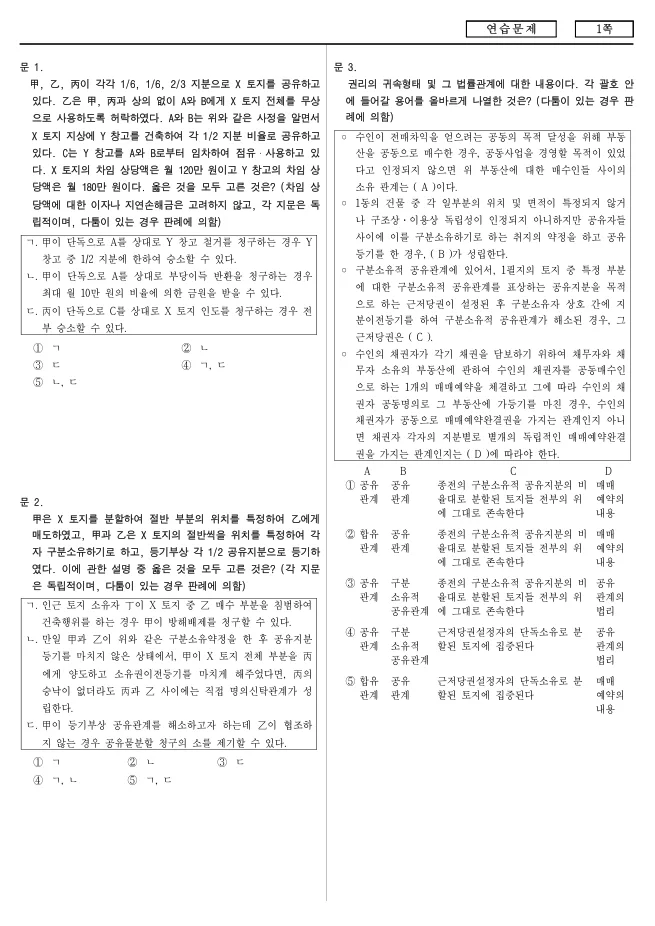 연습문제
1쪽
문 1.
甲, 乙, 丙이 각각 1/6, 1/6, 2/3 지분으로 X 토지를 공유하고
있다. 乙은 甲, 丙과 상의 없이 A와 B에게 X 토지 전체를 무상
으로 사용하도록 허락하였다. A와 B는 위와 같은 사정을 알면서
X 토지 지상에 Y 창고를 건축하여 각 1/2 지분 비율로 공유하고
있다. C는 Y 창고를 A와 B로부터 임차하여 점유·사용하고 있
다. X 토지의 차임 상당액은 월 120만 원이고 Y 창고의 차임 상
당액은 월 180만 원이다. 옳은 것을 모두 고른 것은? (차임 상
당액에 대한 이자나 지연손해금은 고려하지 않고, 각 지문은 독
립적이며, 다툼이 있는 경우 판례에 의함)
ㄱ. 甲이 단독으로 A를 상대로 Y 창고 철거를 청구하는 경우 Y
창고 중 1/2 지분에 한하여 승소할 수 있다.
ㄴ. 甲이 단독으로 A를 상대로 부당이득 반환을 청구하는 경우
최대 월 10만 원의 비율에 의한 금원을 받을 수 있다.
ㄷ. 丙이 단독으로 C를 상대로 X 토지 인도를 청구하는 경우 전
부 승소할 수 있다.
① ㄱ ② ㄴ
③ ㄷ ④ ㄱ, ㄷ
⑤ ㄴ, ㄷ
문 2.
甲은 X 토지를 분할하여 절반 부분의 위치를 특정하여 乙에게
매도하였고, 甲과 乙은 X 토지의 절반씩을 위치를 특정하여 각
자 구분소유하기로 하고, 등기부상 각 1/2 공유지분으로 등기하
였다. 이에 관한 설명 중 옳은 것을 모두 고른 것은? (각 지문
은 독립적이며, 다툼이 있는 경우 판례에 의함)
ㄱ. 인근 토지 소유자 丁이 X 토지 중 乙 매수 부분을 침범하여
건축행위를 하는 경우 甲이 방해배제를 청구할 수 있다.
ㄴ. 만일 甲과 乙이 위와 같은 구분소유약정을 한 후 공유지분
등기를 마치지 않은 상태에서, 甲이 X 토지 전체 부분을 丙
에게 양도하고 소유권이전등기를 마치게 해주었다면, 丙의
승낙이 없더라도 丙과 乙 사이에는 직접 명의신탁관계가 성
립한다.
ㄷ. 甲이 등기부상 공유관계를 해소하고자 하는데 乙이 협조하
지 않는 경우 공유물분할 청구의 소를 제기할 수 있다.
① ㄱ ② ㄴ ③ ㄷ
④ ㄱ, ㄴ ⑤ ㄱ, ㄷ
문 3.
권리의 귀속형태 및 그 법률관계에 대한 내용이다. 각 괄호 안
에 들어갈 용어를 올바르게 나열한 것은? (다툼이 있는 경우 판
례에 의함)
○ 수인이 전매차익을 얻으려는 공동의 목적 달성을 위해 부동
산을 공동으로 매수한 경우, 공동사업을 경영할 목적이 있었
다고 인정되지 않으면 위 부동산에 대한 매수인들 사이의
소유 관계는 ( A )이다.
○ 1동의 건물 중 각 일부분의 위치 및 면적이 특정되지 않거
나 구조상·이용상 독립성이 인정되지 아니하지만 공유자들
사이에 이를 구분소유하기로 하는 취지의 약정을 하고 공유
등기를 한 경우, ( B )가 성립한다.
○ 구분소유적 공유관계에 있어서, 1필지의 토지 중 특정 부분
에 대한 구분소유적 공유관계를 표상하는 공유지분을 목적
으로 하는 근저당권이 설정된 후 구분소유자 상호 간에 지
분이전등기를 하여 구분소유적 공유관계가 해소된 경우, 그
근저당권은 ( C ).
○ 수인의 채권자가 각기 채권을 담보하기 위하여 채무자와 채
무자 소유의 부동산에 관하여 수인의 채권자를 공동매수인
으로 하는 1개의 매매예약을 체결하고 그에 따라 수인의 채
권자 공동명의로 그 부동산에 가등기를 마친 경우, 수인의
채권자가 공동으로 매매예약완결권을 가지는 관계인지 아니
면 채권자 각자의 지분별로 별개의 독립적인 매매예약완결
권을 가지는 관계인지는 ( D )에 따라야 한다.
A B C D
① 공유 공유 종전의 구분소유적 공유지분의 비 매매
관계 관계 율대로 분할된 토지들 전부의 위 예약의
에 그대로 존속한다 내용
② 합유 공유 종전의 구분소유적 공유지분의 비 매매
관계 관계 율대로 분할된 토지들 전부의 위 예약의
에 그대로 존속한다 내용
③ 공유 구분 종전의 구분소유적 공유지분의 비 공유
관계 소유적 율대로 분할된 토지들 전부의 위 관계의
공유관계 에 그대로 존속한다 법리
④ 공유 구분 근저당권설정자의 단독소유로 분 공유
관계 소유적 할된 토지에 집중된다 관계의
공유관계 법리
⑤ 합유 공유 근저당권설정자의 단독소유로 분 매매
관계 관계 할된 토지에 집중된다 예약의
내용